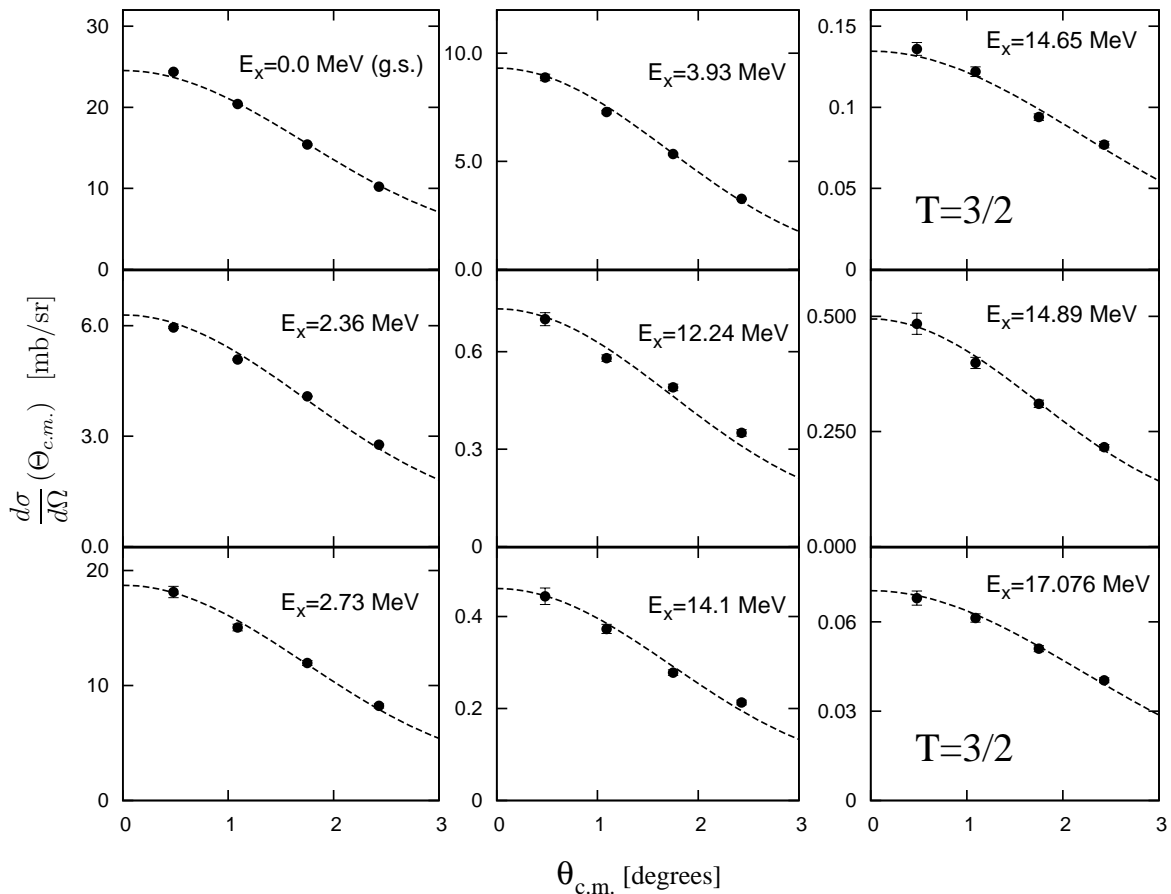 30
20
10
0
E_x=0.0 MeV (g.s.)
10.0
5.0
0.0
E_x=3.93 MeV
0.15
0.1
0.05
0
E_x=14.65 MeV
T=3/2
6.0
3.0
0.0
E_x=2.36 MeV
0.6
0.3
0
E_x=12.24 MeV
0.500
0.250
0.000
E_x=14.89 MeV
20
10
0
E_x=2.73 MeV
0.4
0.2
0
E_x=14.1 MeV
0.06
0.03
0
E_x=17.076 MeV
T=3/2
0 1 2 3
0 1 2 3
0 1 2 3
dσ/dΩ(Θ_c.m.) [mb/sr]
θ_c.m. [degrees]